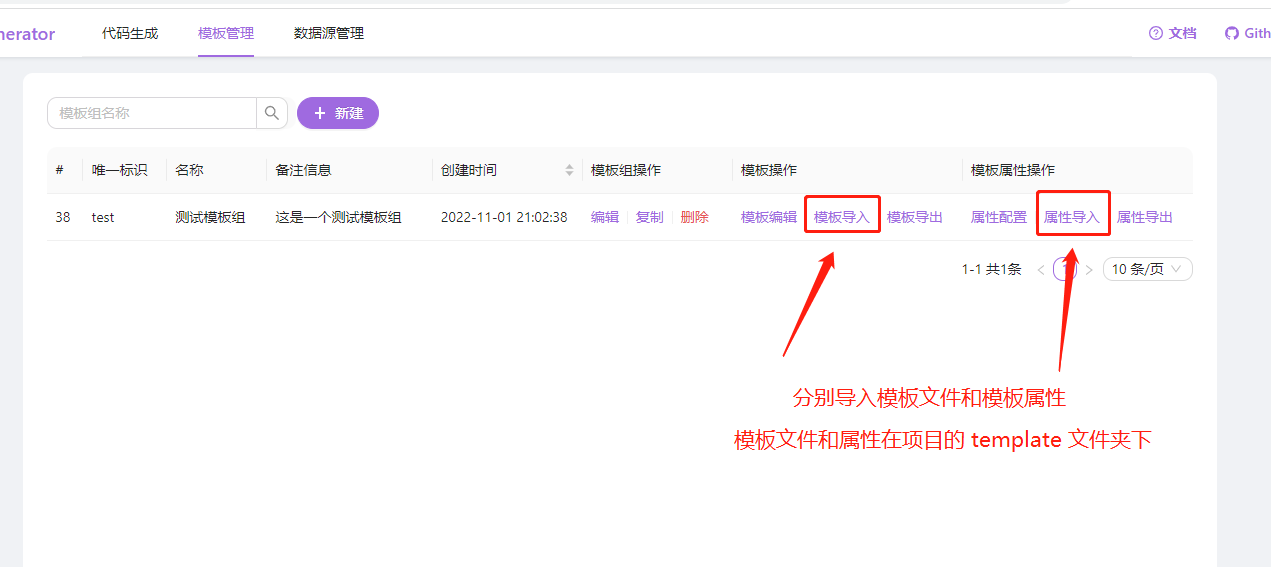 nerator 代码生成 模板管理 数据源管理 文档 Gith
模板组名称 新建
# 唯一标识 名称 备注信息 创建时间 模板组操作 模板操作 模板属性操作
38 test 测试模板组 这是一个测试模板组 2022-11-01 21:02:38 编辑 复制 删除 模板编辑 模板导入 模板导出 属性配置 属性导入 属性导出
1-1 共1条 < > 10 条/页
分别导入模板文件和模板属性
模板文件和属性在项目的 template 文件夹下